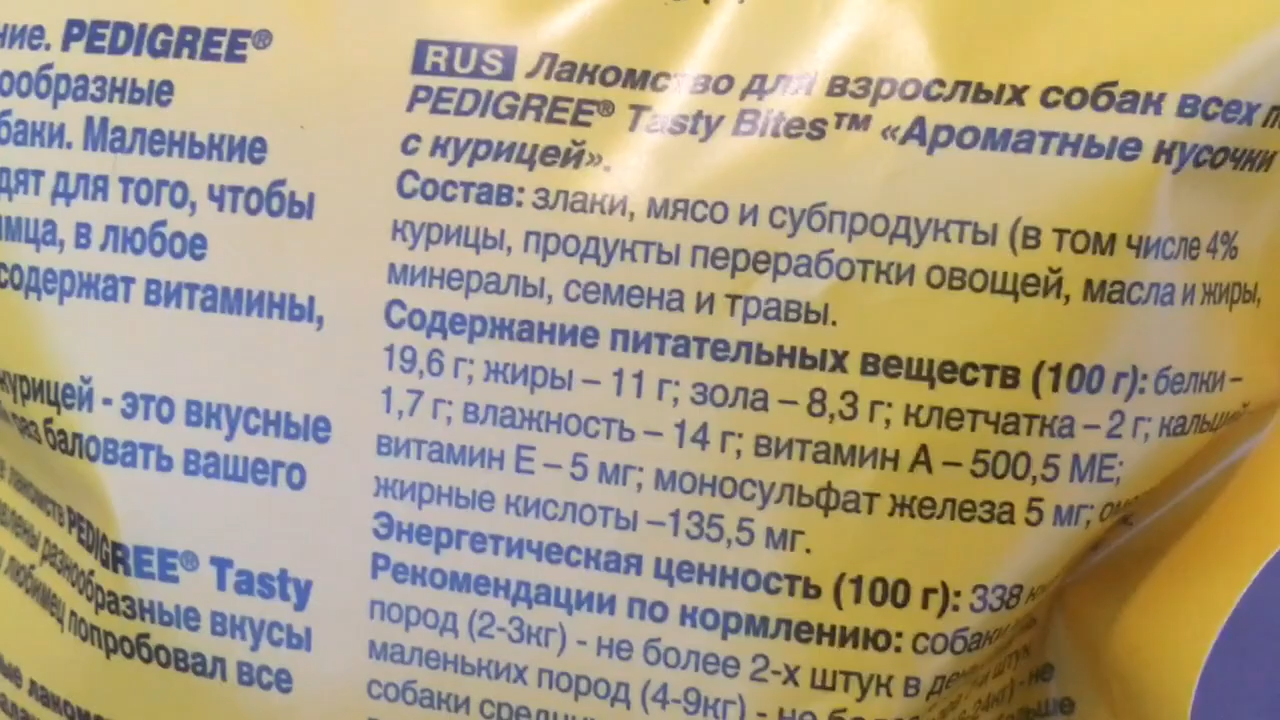 ние. PEDIGREE®
ообразные
баки. Маленькие
дят для того, чтобы
мца, в любое
содержат витамины,
курицей - это вкусные
баловать вашего
PEDIGREE® Tasty
разнообразные вкусы
любимец попробовал все
RUS Лакомство для взрослых собак всех
PEDIGREE® Tasty Bites™ «Ароматные кусочки
с курицей».
Состав: злаки, мясо и субпродукты (в том числе 4%
курицы, продукты переработки овощей, масла и жиры,
минералы, семена и травы.
Содержание питательных веществ (100 г): белки –
19,6 г; жиры – 11 г; зола – 8,3 г; клетчатка – 2 г; кальций
1,7 г; влажность – 14 г; витамин А – 500,5 МЕ;
витамин Е – 5 мг; моносульфат железа 5 мг;
жирные кислоты –135,5 мг.
Энергетическая ценность (100 г): 338
Рекомендации по кормлению: собаки
пород (2-3кг) - не более 2-х штук в
маленьких пород (4-9кг) - не
собаки